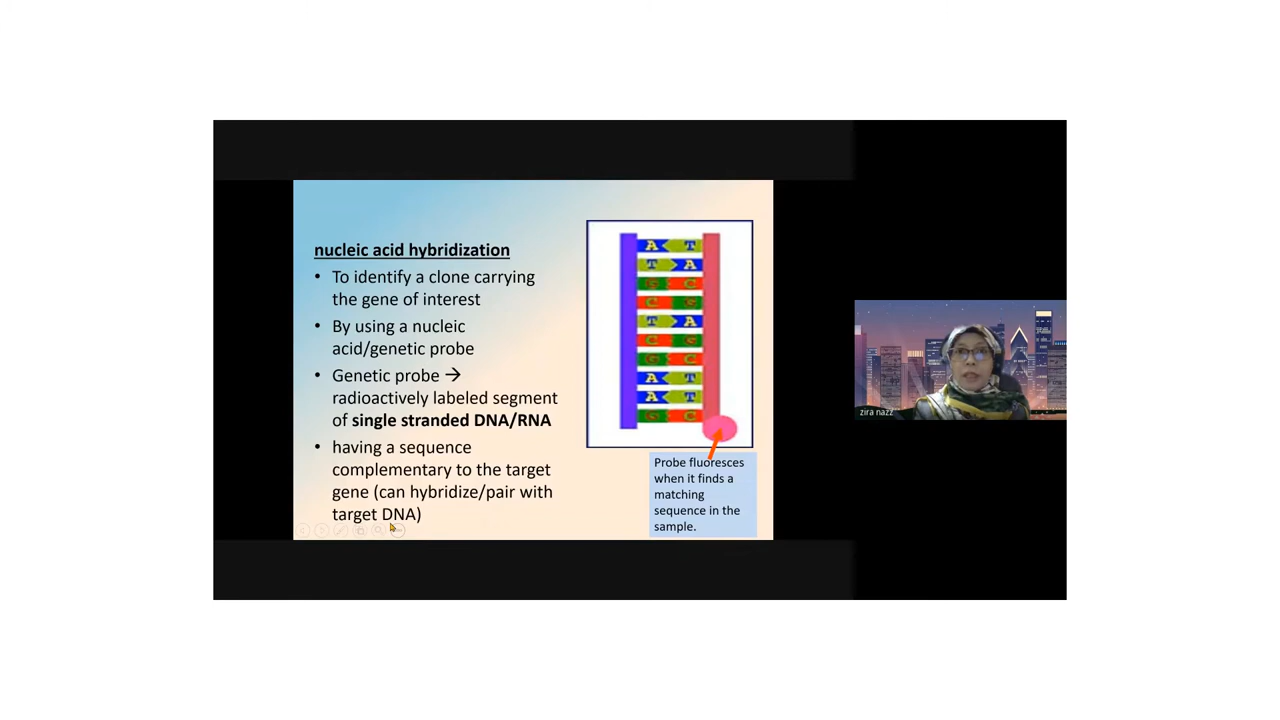 nucleic acid hybridization
• To identify a clone carrying
the gene of interest
• By using a nucleic
acid/genetic probe
• Genetic probe →
radioactively labeled segment
of single stranded DNA/RNA
• having a sequence
complementary to the target
gene (can hybridize/pair with
target DNA)
A T
T A
G C
C G
T A
C G
G C
A T
A T
G C
Probe fluoresces
when it finds a
matching
sequence in the
sample.
zira nazz